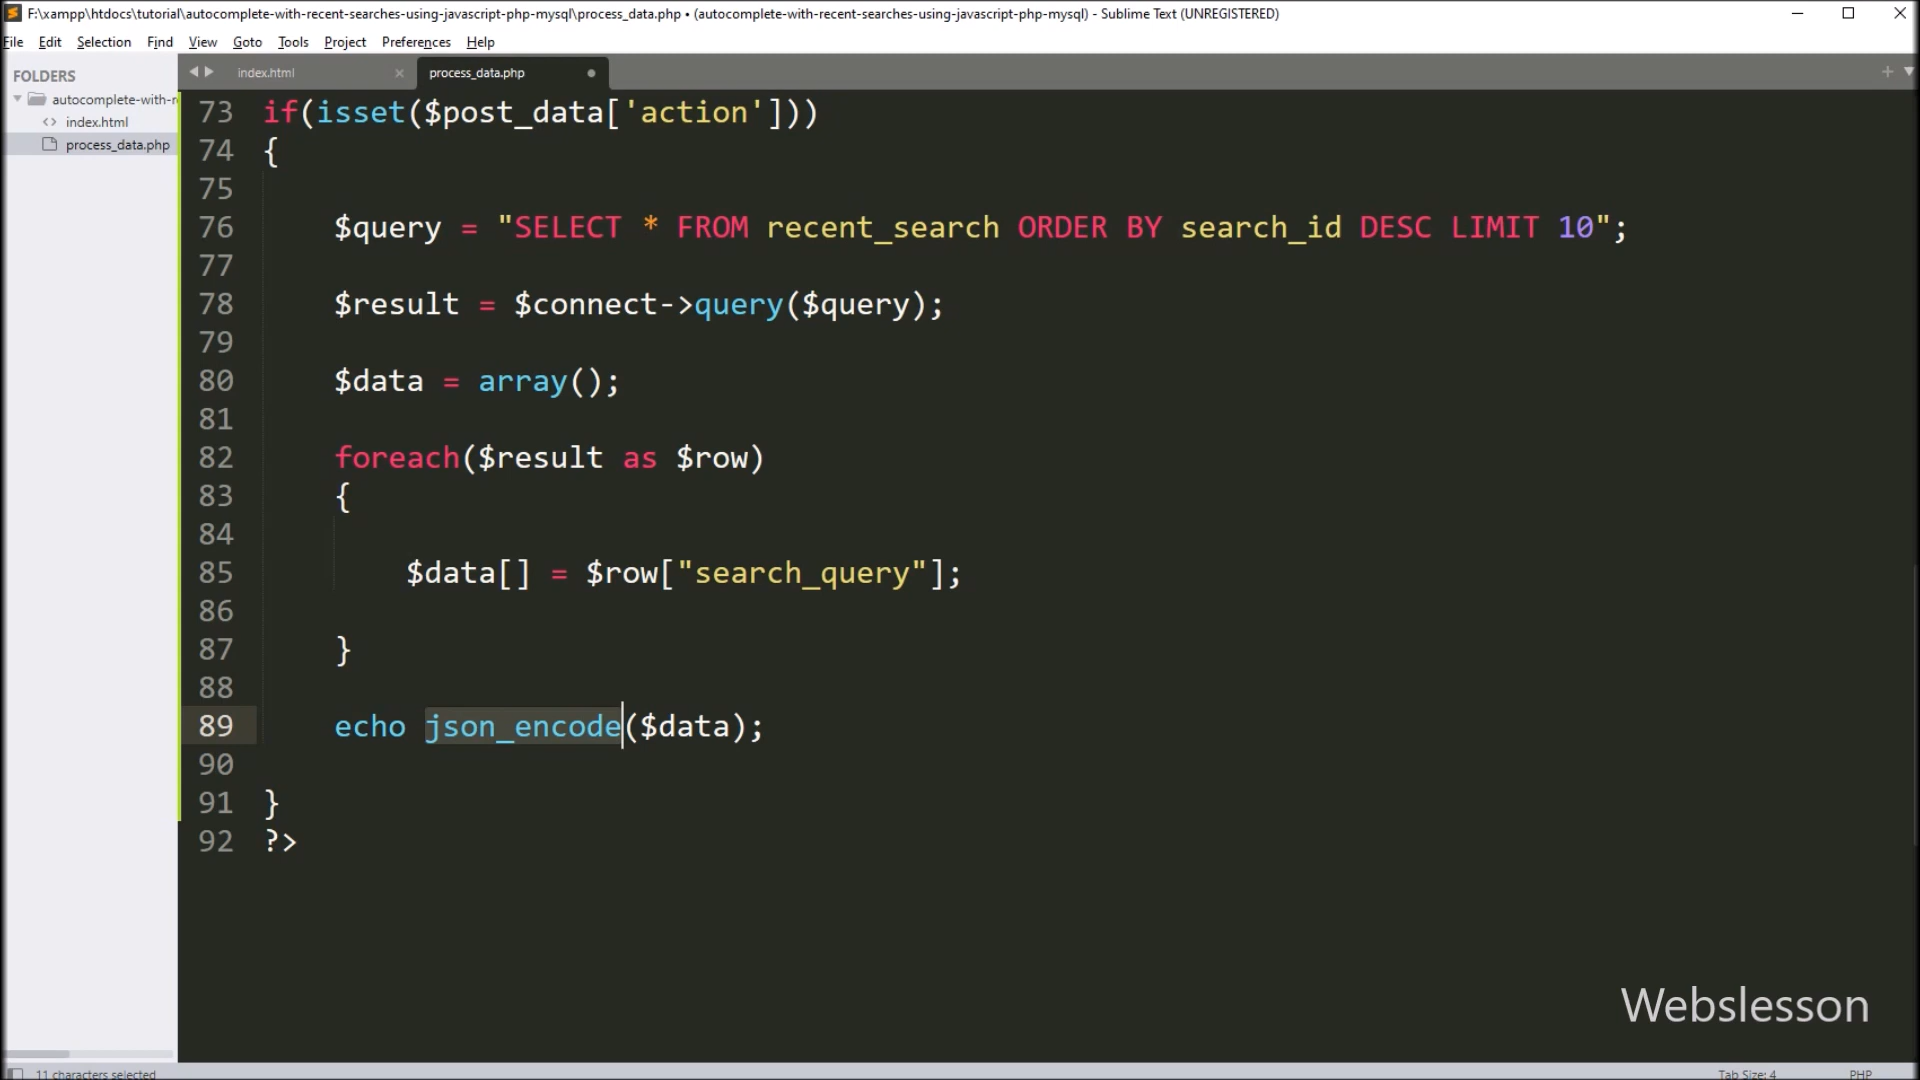 F:\xampp\htdocs\tutorial\autocomplete-with-recent-searches-using-javascript-php-mysql\process_data.php • (autocomplete-with-recent-searches-using-javascript-php-mysql) - Sublime Text (UNREGISTERED)
File Edit Selection Find View Goto Tools Project Preferences Help
FOLDERS
autocomplete-with-r
index.html
process_data.php
index.html
process_data.php
73 if(isset($post_data['action']))
74 {
75
76 $query = "SELECT * FROM recent_search ORDER BY search_id DESC LIMIT 10";
77
78 $result = $connect->query($query);
79
80 $data = array();
81
82 foreach($result as $row)
83 {
84
85 $data[] = $row["search_query"];
86
87 }
88
89 echo json_encode($data);
90
91 }
92 ?>
Webslesson
11 characters selected
Tab Size: 4
PHP